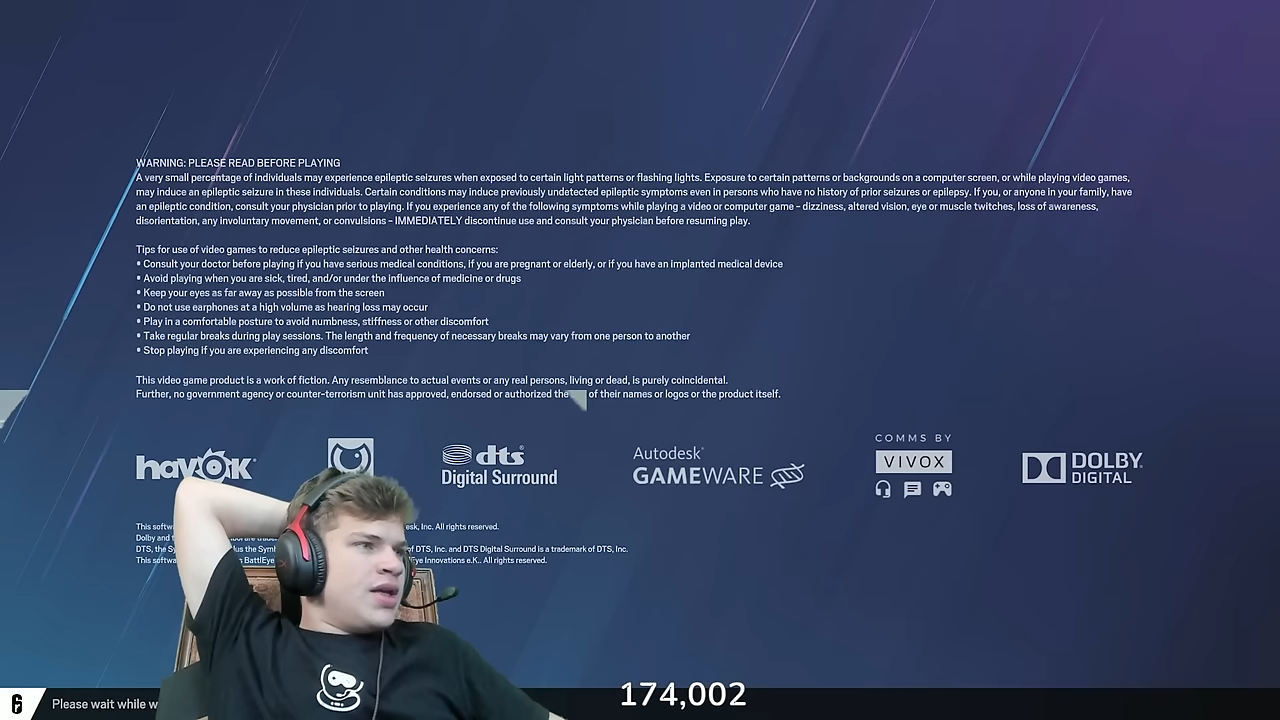 WARNING: PLEASE READ BEFORE PLAYING
A very small percentage of individuals may experience epileptic seizures when exposed to certain light patterns or flashing lights. Exposure to certain patterns or backgrounds on a computer screen, or while playing video games,
may induce an epileptic seizure in these individuals. Certain conditions may induce previously undetected epileptic symptoms even in persons who have no history of prior seizures or epilepsy. If you, or anyone in your family, have
an epileptic condition, consult your physician prior to playing. If you experience any of the following symptoms while playing a video or computer game – dizziness, altered vision, eye or muscle twitches, loss of awareness,
disorientation, any involuntary movement, or convulsions – IMMEDIATELY discontinue use and consult your physician before resuming play.
Tips for use of video games to reduce epileptic seizures and other health concerns:
• Consult your doctor before playing if you have serious medical conditions, if you are pregnant or elderly, or if you have an implanted medical device
• Avoid playing when you are sick, tired, and/or under the influence of medicine or drugs
• Keep your eyes as far away as possible from the screen
• Do not use earphones at a high volume as hearing loss may occur
• Play in a comfortable posture to avoid numbness, stiffness or other discomfort
• Take regular breaks during play sessions. The length and frequency of necessary breaks may vary from one person to another
• Stop playing if you are experiencing any discomfort
This video game product is a work of fiction. Any resemblance to actual events or any real persons, living or dead, is purely coincidental.
Further, no government agency or counter-terrorism unit has approved, endorsed or authorized the of their names or logos or the product itself.
COMMS BY
havok
dts
Digital Surround
Autodesk®
GAMEWARE
VIVOX
DOLBY
DIGITAL
This softw esk, Inc. All rights reserved.
Dolby and t
DTS, the Sy lus the Symb of DTS, Inc. and DTS Digital Surround is a trademark of DTS, Inc.
This softwa BattlEye Eye Innovations e.K.. All rights reserved.
174,002
Please wait while w